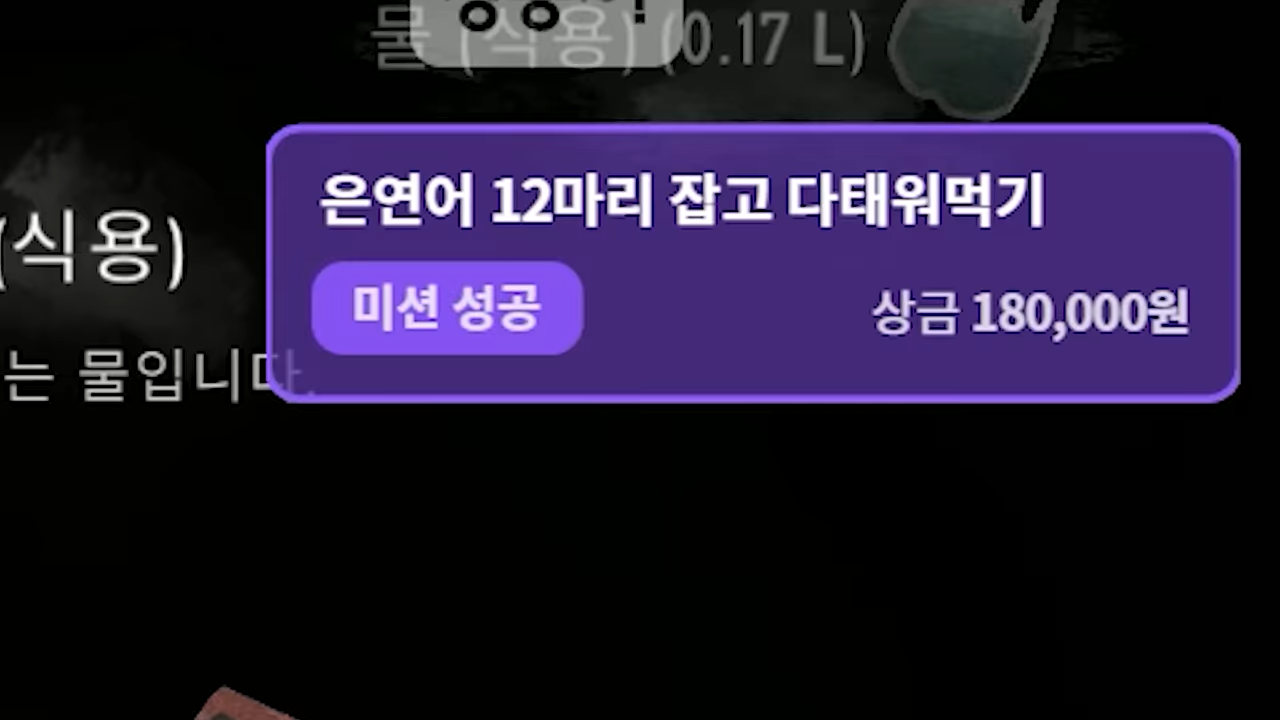 물 (식용) (0.17 L)
은연어 12마리 잡고 다태워먹기
(식용)
미션 성공
상금 180,000원
는 물입니다.